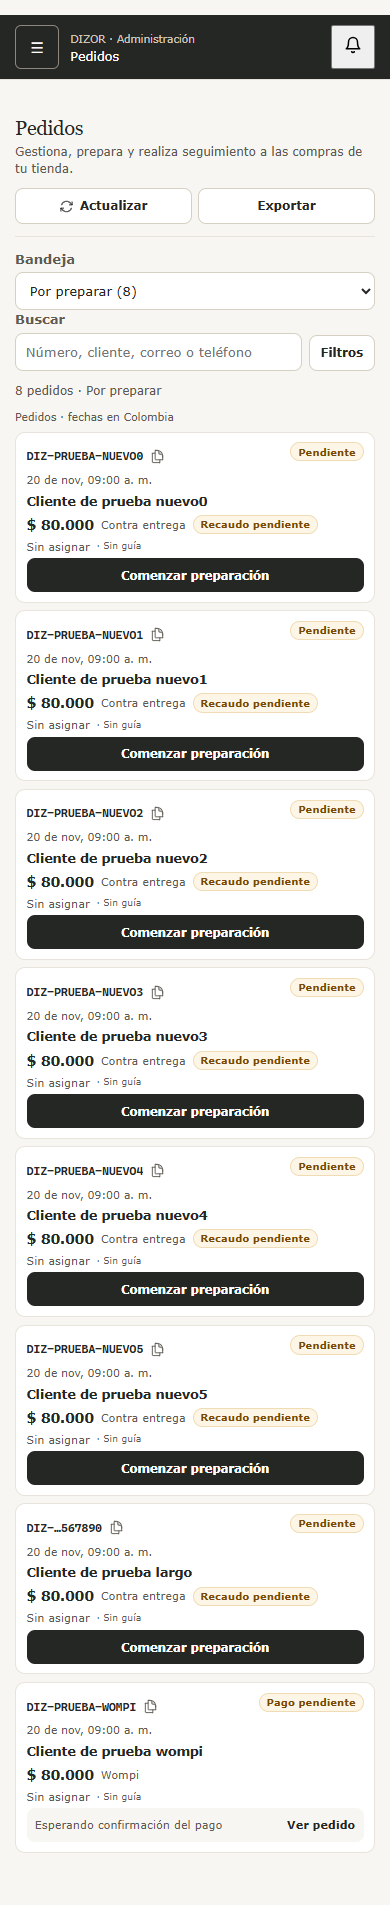 ☰ DIZOR · Administración
Pedidos
Pedidos
Gestiona, prepara y realiza seguimiento a las compras de
tu tienda.
Actualizar Exportar
Bandeja
Por preparar (8)
Buscar
Número, cliente, correo o teléfono Filtros
8 pedidos · Por preparar
Pedidos · fechas en Colombia
DIZ-PRUEBA-NUEVO0 Pendiente
20 de nov, 09:00 a. m.
Cliente de prueba nuevo0
$ 80.000 Contra entrega Recaudo pendiente
Sin asignar · Sin guía
Comenzar preparación
DIZ-PRUEBA-NUEVO1 Pendiente
20 de nov, 09:00 a. m.
Cliente de prueba nuevo1
$ 80.000 Contra entrega Recaudo pendiente
Sin asignar · Sin guía
Comenzar preparación
DIZ-PRUEBA-NUEVO2 Pendiente
20 de nov, 09:00 a. m.
Cliente de prueba nuevo2
$ 80.000 Contra entrega Recaudo pendiente
Sin asignar · Sin guía
Comenzar preparación
DIZ-PRUEBA-NUEVO3 Pendiente
20 de nov, 09:00 a. m.
Cliente de prueba nuevo3
$ 80.000 Contra entrega Recaudo pendiente
Sin asignar · Sin guía
Comenzar preparación
DIZ-PRUEBA-NUEVO4 Pendiente
20 de nov, 09:00 a. m.
Cliente de prueba nuevo4
$ 80.000 Contra entrega Recaudo pendiente
Sin asignar · Sin guía
Comenzar preparación
DIZ-PRUEBA-NUEVO5 Pendiente
20 de nov, 09:00 a. m.
Cliente de prueba nuevo5
$ 80.000 Contra entrega Recaudo pendiente
Sin asignar · Sin guía
Comenzar preparación
DIZ-…567890 Pendiente
20 de nov, 09:00 a. m.
Cliente de prueba largo
$ 80.000 Contra entrega Recaudo pendiente
Sin asignar · Sin guía
Comenzar preparación
DIZ-PRUEBA-WOMPI Pago pendiente
20 de nov, 09:00 a. m.
Cliente de prueba wompi
$ 80.000 Wompi
Sin asignar · Sin guía
Esperando confirmación del pago Ver pedido